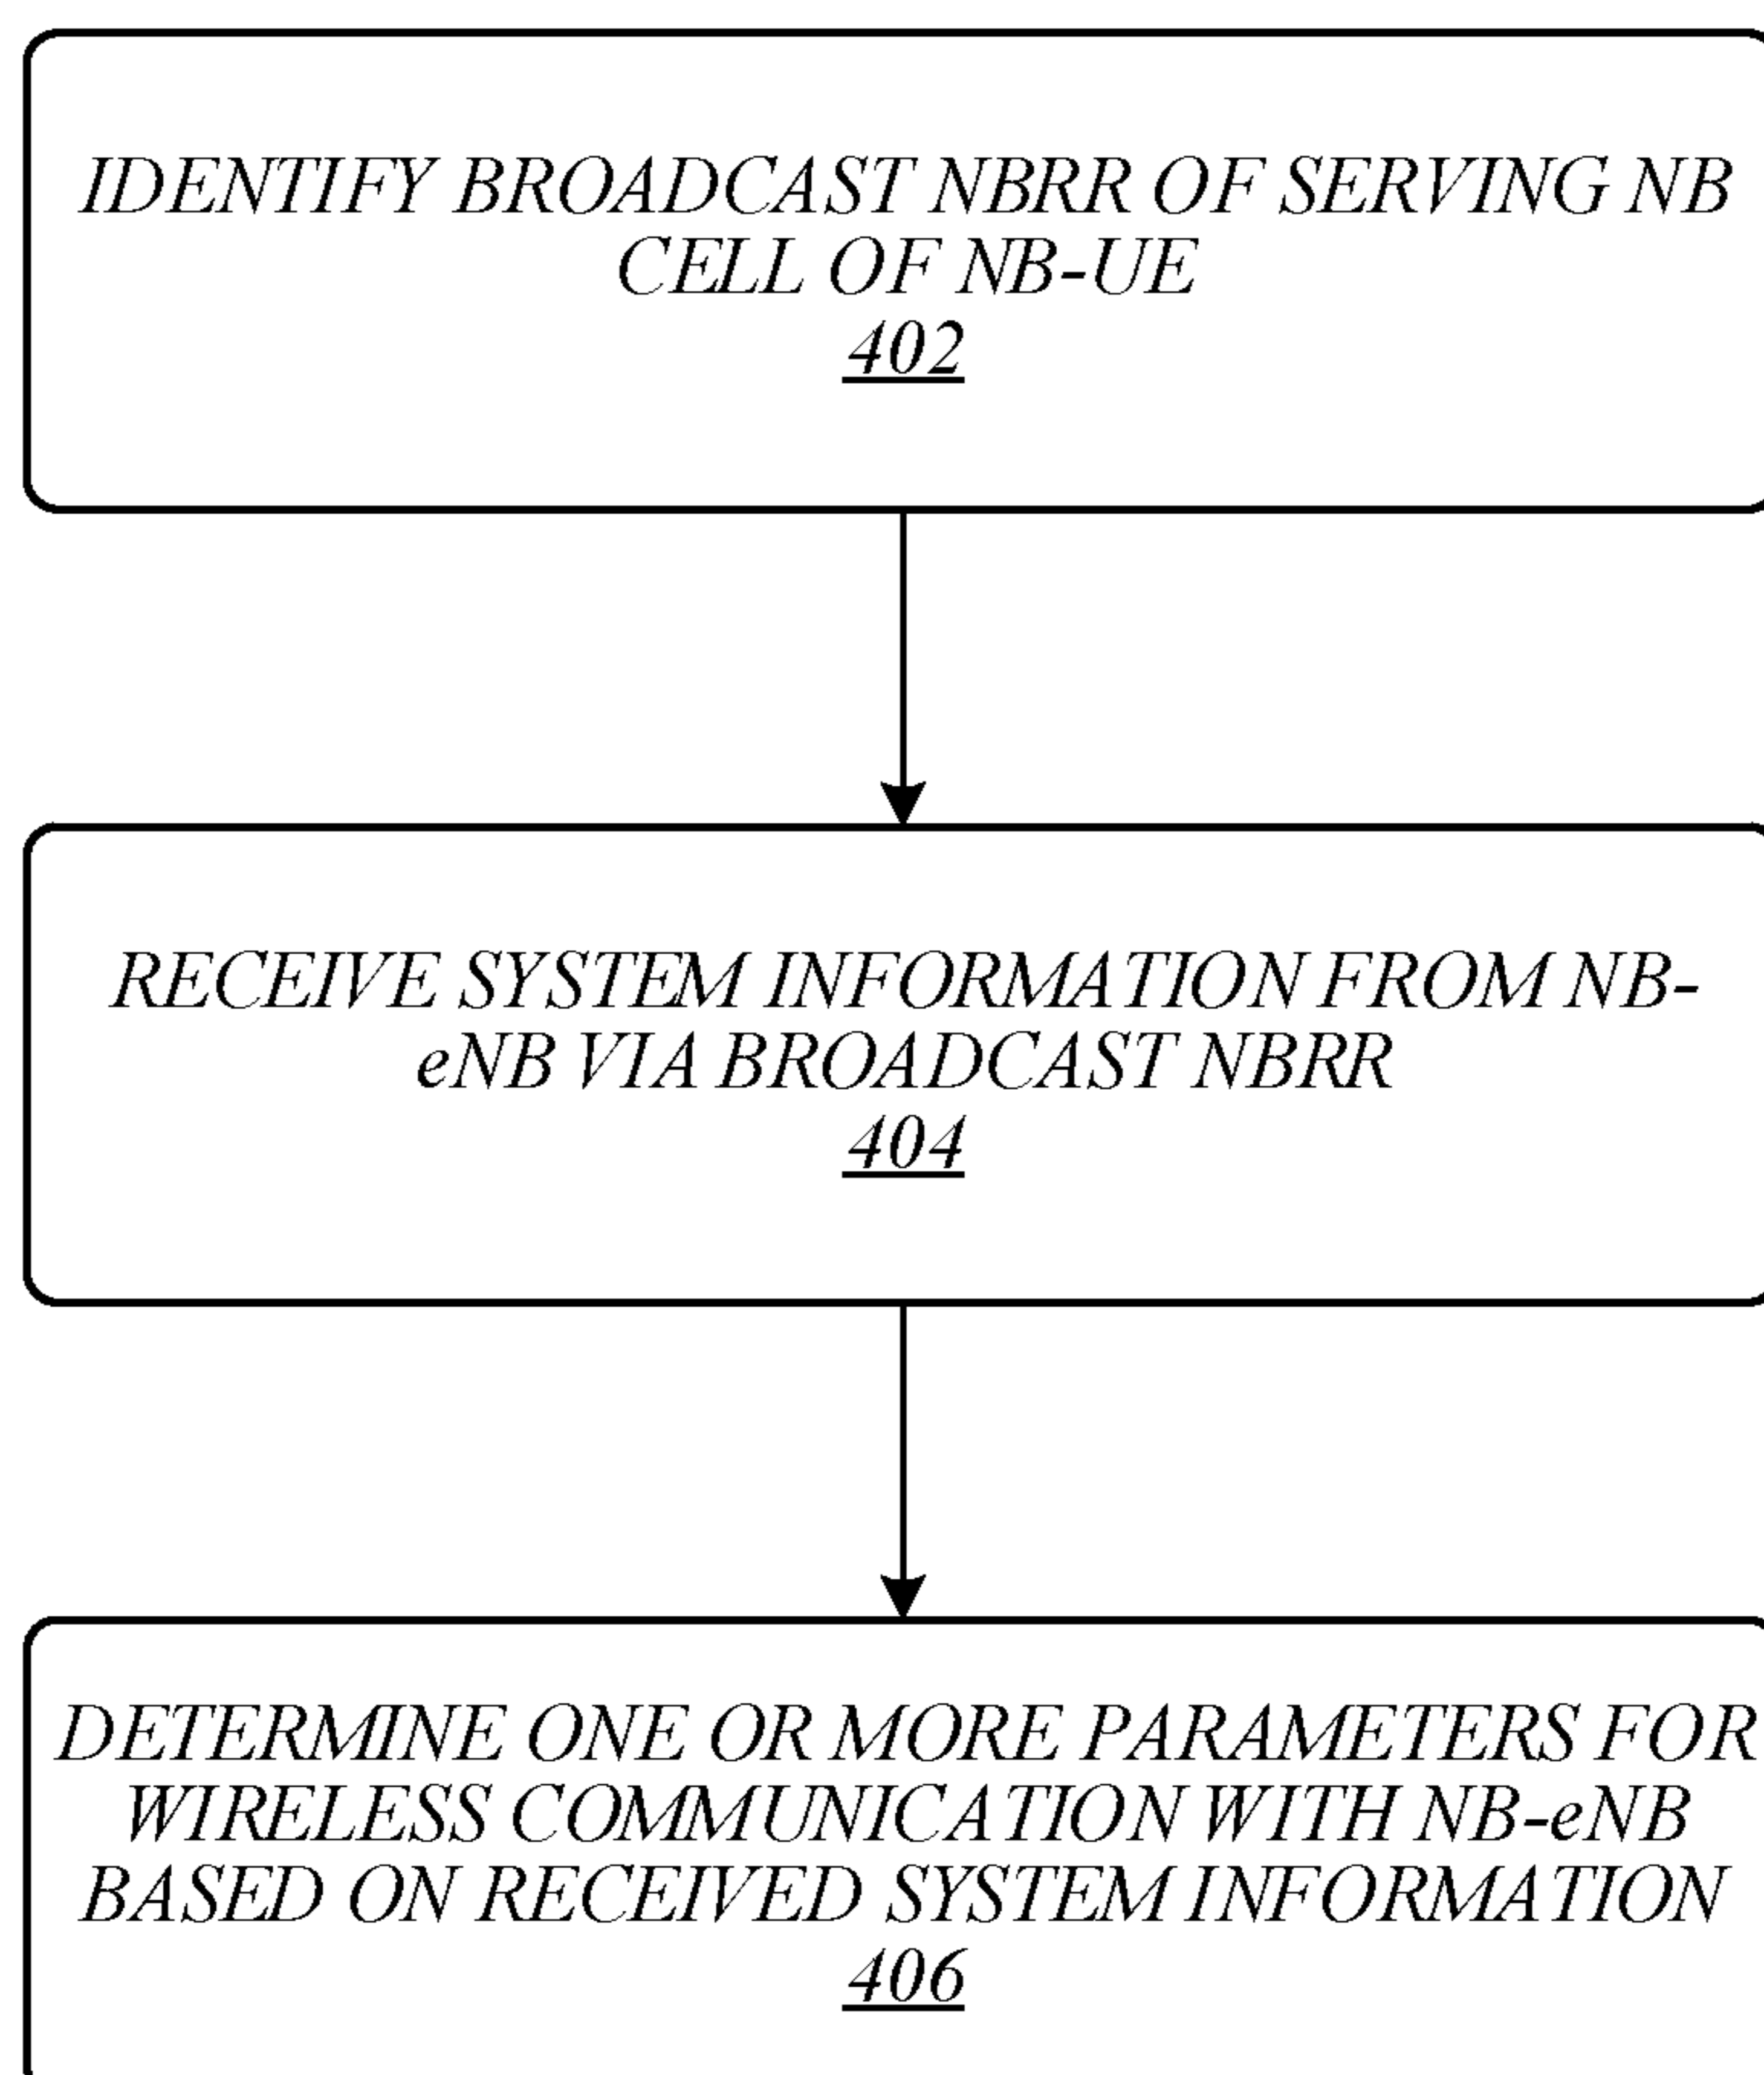 IDENTIFY BROADCAST NBRR OF SERVING NB
CELL OF NB-UE
402
RECEIVE SYSTEM INFORMATION FROM NB-
eNB VIA BROADCAST NBRR
404
DETERMINE ONE OR MORE PARAMETERS FOR
WIRELESS COMMUNICATION WITH NB-eNB
BASED ON RECEIVED SYSTEM INFORMATION
406